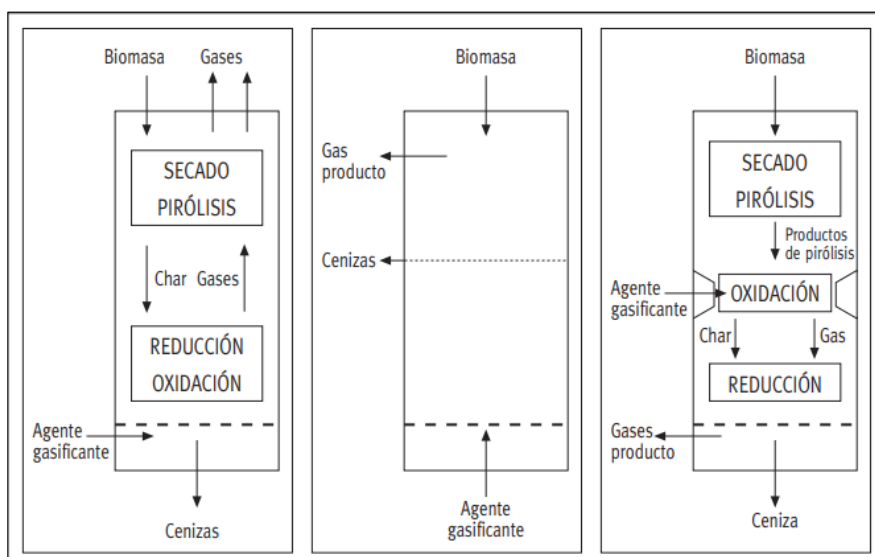 Biomasa
Gases
SECADO
PIRÓLISIS
Char Gases
REDUCCIÓN
OXIDACIÓN
Agente
gasificante
Cenizas
Biomasa
Gas
producto
Cenizas
Agente
gasificante
Biomasa
SECADO
PIRÓLISIS
Productos
de pirólisis
Agente
gasificante
OXIDACIÓN
Char
Gas
REDUCCIÓN
Gases
producto
Ceniza